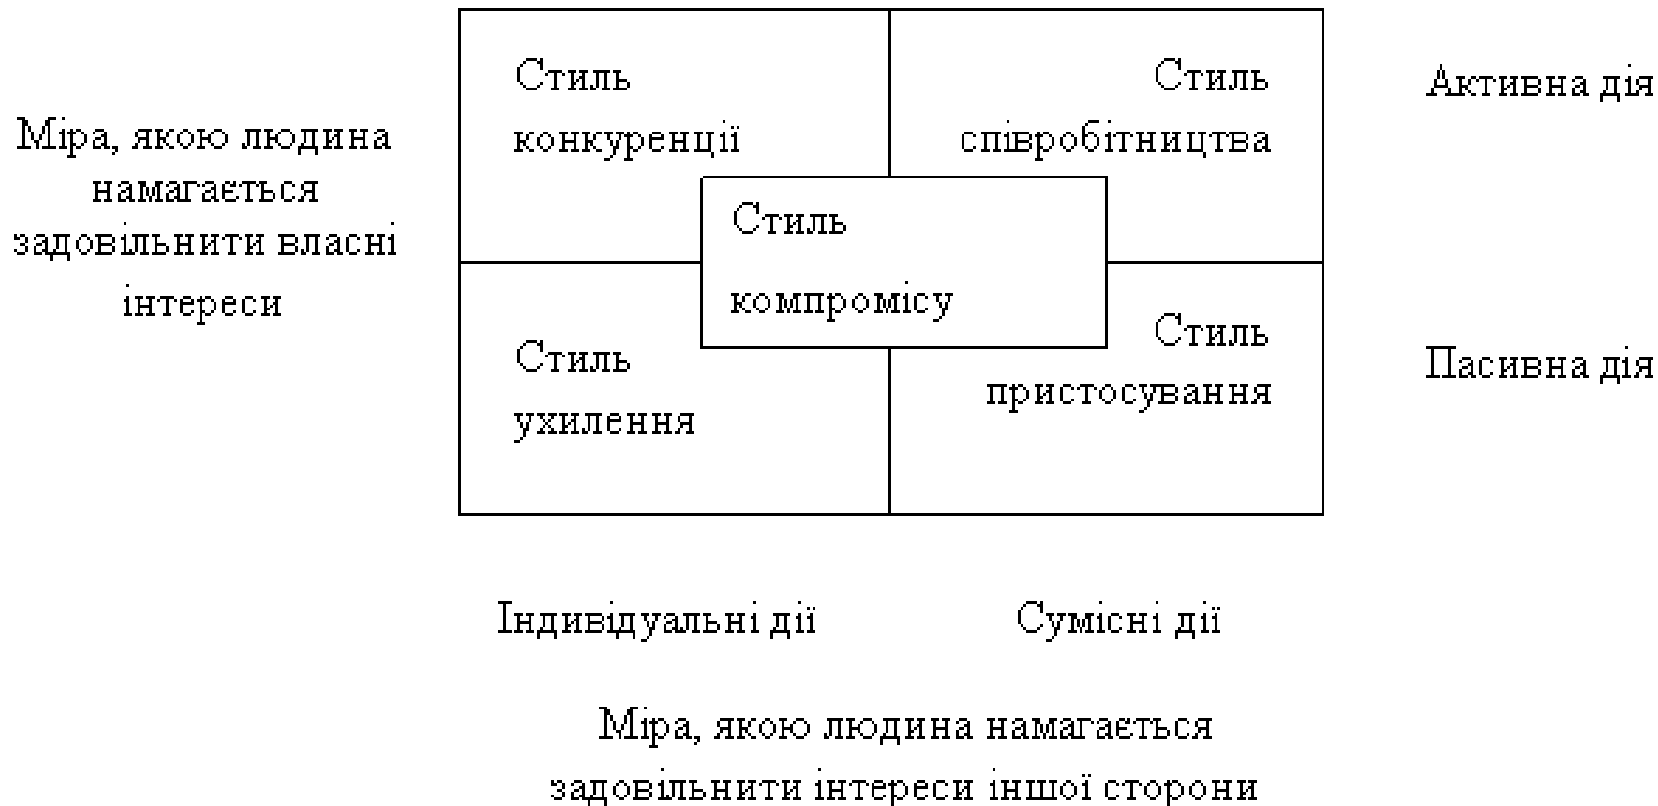 Міра, якою людина
намагається
задовільнити власні
інтереси
Стиль
конкуренції
Стиль
співробітництва
Стиль
компромісу
Стиль
ухилення
Стиль
пристосування
Активна дія
Пасивна дія
Індивідуальні дії
Сумісні дії
Міра, якою людина намагається
задовільнити інтереси іншої сторони